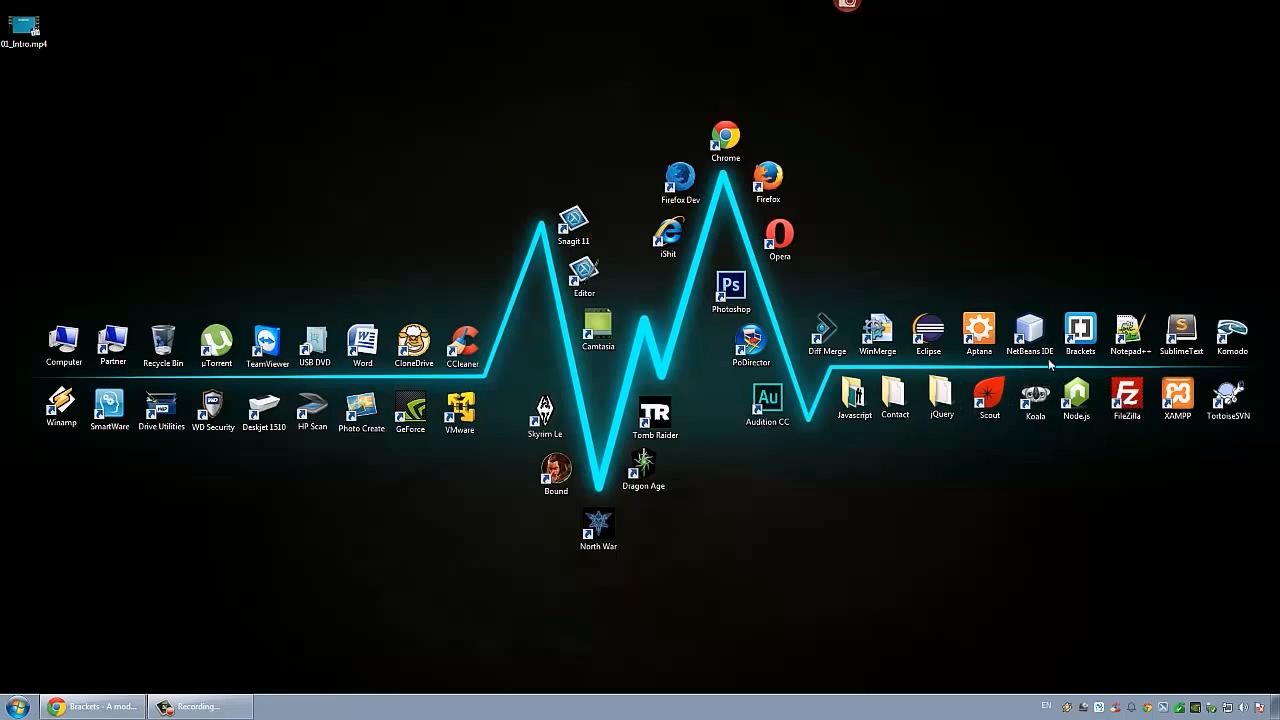 01_Intro.mp4
Chrome
Firefox Dev
Firefox
Snagit 11
iShit
Opera
Editor
Ps
Photoshop
Camtasia
Computer
Partner
Recycle Bin
µTorrent
TeamViewer
USB DVD
Word
CloneDrive
CCleaner
PoDirector
Diff Merge
WinMerge
Eclipse
Aptana
NetBeans IDE
Brackets
Notepad++
SublimeText
Komodo
Winamp
SmartWare
Drive Utilities
WD Security
Deskjet 1510
HP Scan
Photo Create
GeForce
VMware
Skyrim Le
TR
Tomb Raider
Au
Audition CC
Javascript
Contact
jQuery
Scout
Koala
Node.js
FileZilla
XAMPP
TortoiseSVN
Bound
Dragon Age
North War
Brackets - A mod...
Recording...
EN